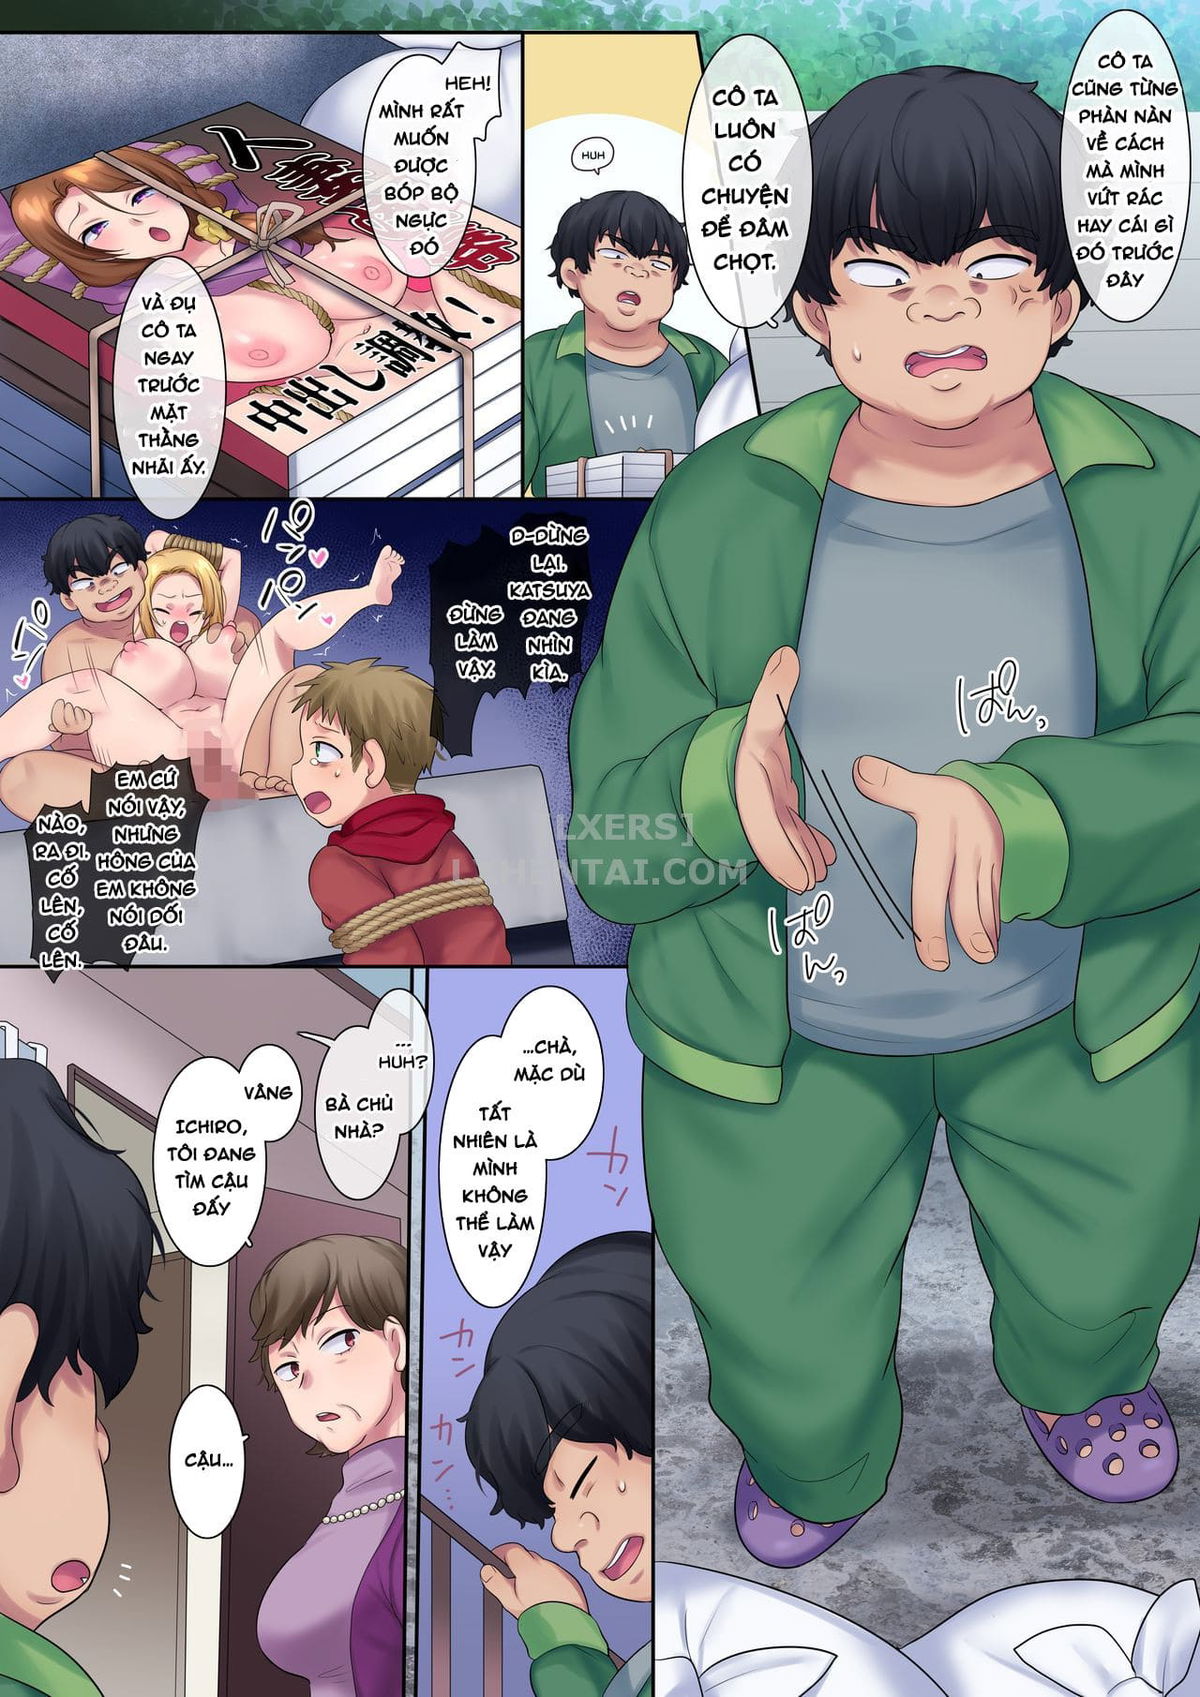 CÔ TA
CŨNG TỪNG
PHÀN NÀN
VỀ CÁCH
MÀ MÌNH
VỨT RÁC
HAY CÁI GÌ
ĐÓ TRƯỚC
ĐÂY
CÔ TA
LUÔN
CÓ
CHUYỆN
ĐỂ ĐÂM
CHỌT.
HUH
HEH!
MÌNH RẤT
MUỐN
ĐƯỢC
BÓP BỘ
NGỰC
ĐÓ
VÀ ĐỤ
CÔ TA
NGAY
TRƯỚC
MẶT
THẰNG
NHÃI ẤY.
中出し調教!
ぱん、
ぱん、
D-DỪNG
LẠI.
KATSUYA
ĐANG
NHÌN
KÌA.
ĐỪNG
LÀM
VẬY.
EM CỨ
NÓI VẬY,
NHƯNG
HÔNG CỦA
EM KHÔNG
NÓI DỐI
ĐÂU.
NÀO,
RA ĐI.
CỐ
LÊN,
CỐ
LÊN.
[LXERS]
LXHENTAI.COM
...CHÀ,
MẶC DÙ
TẤT
NHIÊN LÀ
MÌNH
KHÔNG
THỂ LÀM
VẬY
カン
カン
カン
...
HUH?
BÀ CHỦ
NHÀ?
VÂNG
ICHIRO,
TÔI ĐANG
TÌM CẬU
ĐẤY
CẬU...